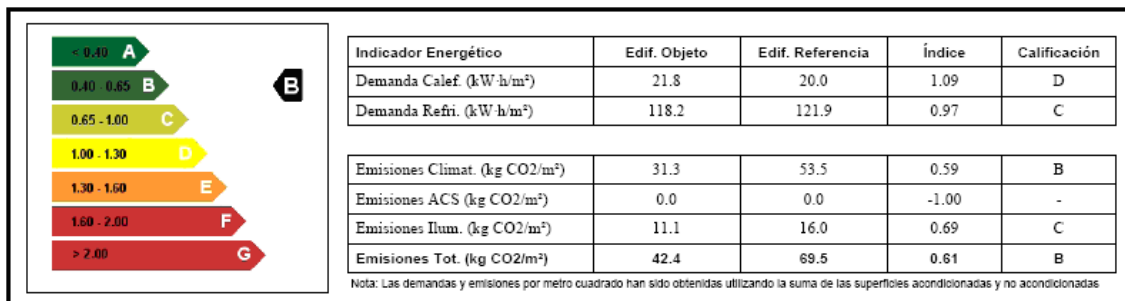 < 0.40 A
0.40 - 0.65 B
B
0.65 - 1.00 C
1.00 - 1.30 D
1.30 - 1.60 E
1.60 - 2.00 F
> 2.00 G
Indicador Energético Edif. Objeto Edif. Referencia Índice Calificación
Demanda Calef. (kW·h/m²) 21.8 20.0 1.09 D
Demanda Refri. (kW·h/m²) 118.2 121.9 0.97 C
Emisiones Climat. (kg CO2/m²) 31.3 53.5 0.59 B
Emisiones ACS (kg CO2/m²) 0.0 0.0 -1.00 -
Emisiones Ilum. (kg CO2/m²) 11.1 16.0 0.69 C
Emisiones Tot. (kg CO2/m²) 42.4 69.5 0.61 B
Nota: Las demandas y emisiones por metro cuadrado han sido obtenidas utilizando la suma de las superficies acondicionadas y no acondicionadas